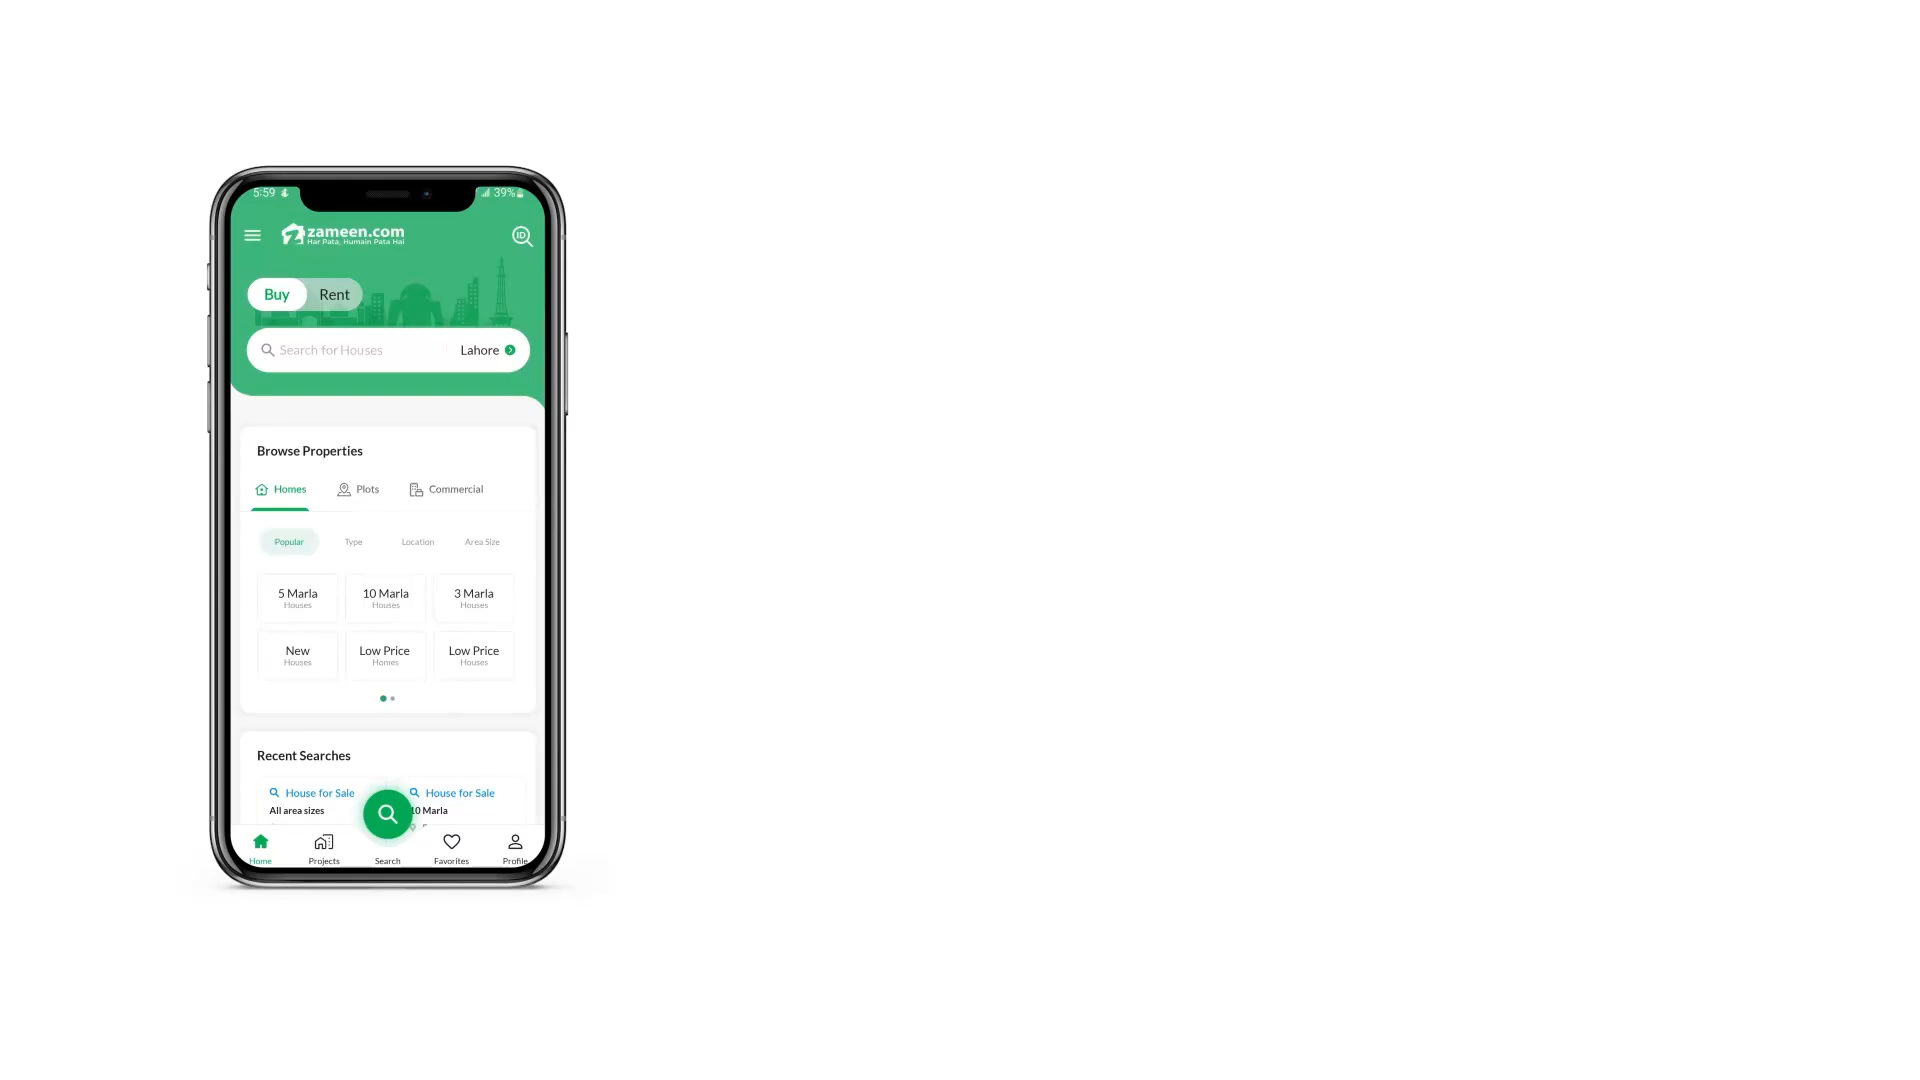 5:59 39%
zameen.com
Har Pata, Humain Pata Hai
ID
Buy Rent
Search for Houses Lahore
Browse Properties
Homes Plots Commercial
Popular Type Location Area Size
5 Marla 10 Marla 3 Marla
Houses Houses Houses
New Low Price Low Price
Houses Homes Houses
Recent Searches
House for Sale House for Sale
All area sizes 10 Marla
Home Projects Search Favorites Profile